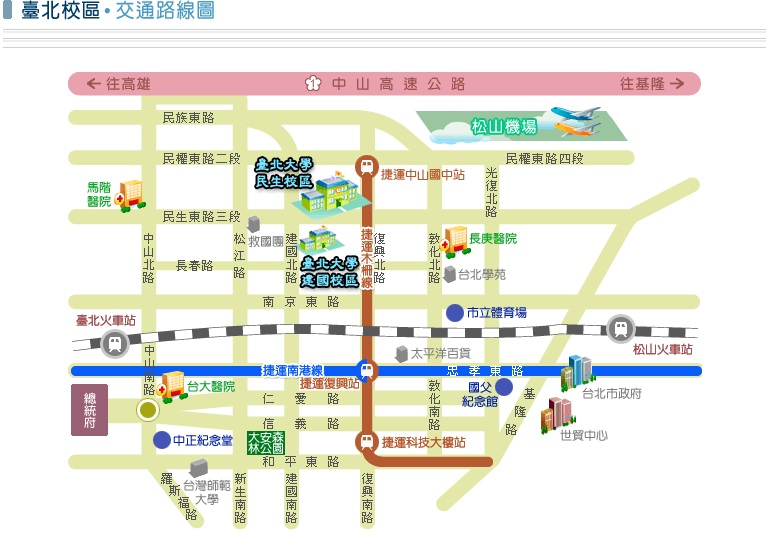 臺北校區•交通路線圖
←往高雄
1
中山高速公路
往基隆→
民族東路
松山機場
民權東路二段
臺北大學
民生校區
捷運中山國中站
民權東路四段
光復北路
馬階
醫院
民生東路三段
中山北路
松江路
救國團
建國北路
捷運木柵線
復興北路
敦化北路
長庚醫院
長春路
臺北大學
建國校區
台北學苑
南京東路
市立體育場
臺北火車站
松山火車站
中山南路
太平洋百貨
捷運南港線
忠孝東路
捷運復興站
總統府
台大醫院
仁愛路
敦化南路
國父
紀念館
基隆路
台北市政府
信義路
中正紀念堂
大安森
林公園
捷運科技大樓站
世貿中心
和平東路
羅斯福路
台灣師範
大學
新生南路
建國南路
復興南路